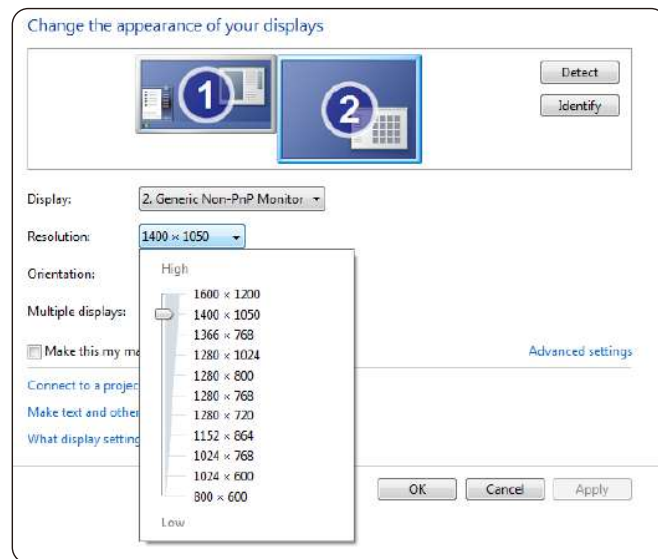 Change the appearance of your displays
1
2
Detect
Identify
Display:
2. Generic Non-PnP Monitor
Resolution:
1400 × 1050
Orientation:
High
Multiple displays:
1600 × 1200
1400 × 1050
1366 × 768
1280 × 1024
1280 × 800
1280 × 768
1280 × 720
1152 × 864
1024 × 768
1024 × 600
800 × 600
Low
Make this my ma
Advanced settings
Connect to a projec
Make text and other
What display setting
OK
Cancel
Apply